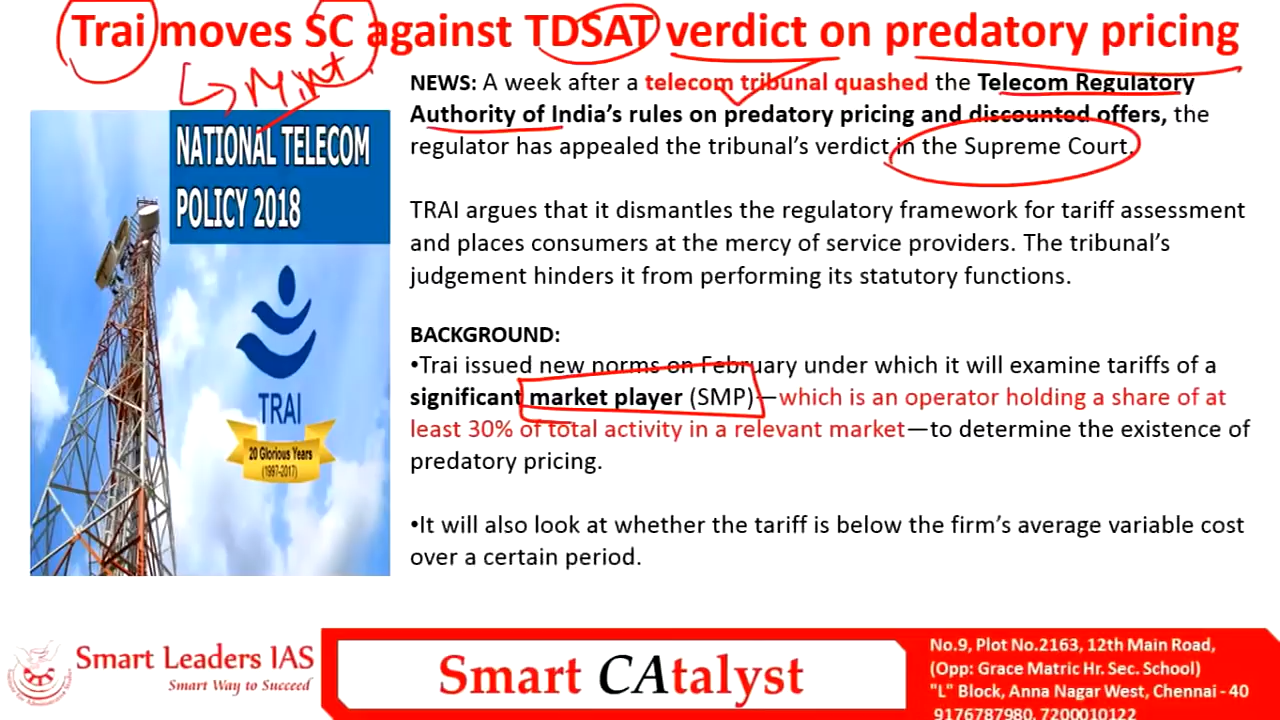 Trai moves SC against TDSAT verdict on predatory pricing
Mint
NEWS: A week after a telecom tribunal quashed the Telecom Regulatory
Authority of India's rules on predatory pricing and discounted offers, the
regulator has appealed the tribunal's verdict in the Supreme Court.
NATIONAL TELECOM
POLICY 2018
TRAI
20 Glorious Years
(1997-2017)
TRAI argues that it dismantles the regulatory framework for tariff assessment
and places consumers at the mercy of service providers. The tribunal's
judgement hinders it from performing its statutory functions.
BACKGROUND:
•Trai issued new norms on February under which it will examine tariffs of a
significant market player (SMP)—which is an operator holding a share of at
least 30% of total activity in a relevant market—to determine the existence of
predatory pricing.
•It will also look at whether the tariff is below the firm's average variable cost
over a certain period.
Smart Leaders IAS
Smart Way to Succeed
Smart CAtalyst
No.9, Plot No.2163, 12th Main Road,
(Opp: Grace Matric Hr. Sec. School)
"L" Block, Anna Nagar West, Chennai - 40
9176787980, 7200010122